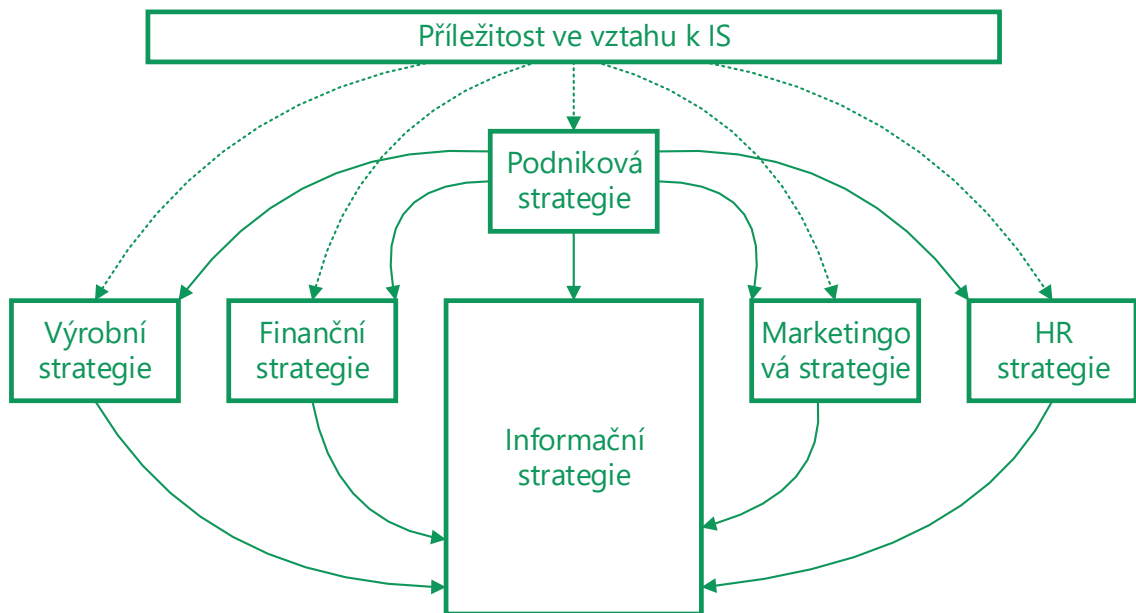 Příležitost ve vztahu k IS
Podniková
strategie
Výrobní
strategie
Finanční
strategie
Informační
strategie
Marketingo
vá strategie
HR
strategie